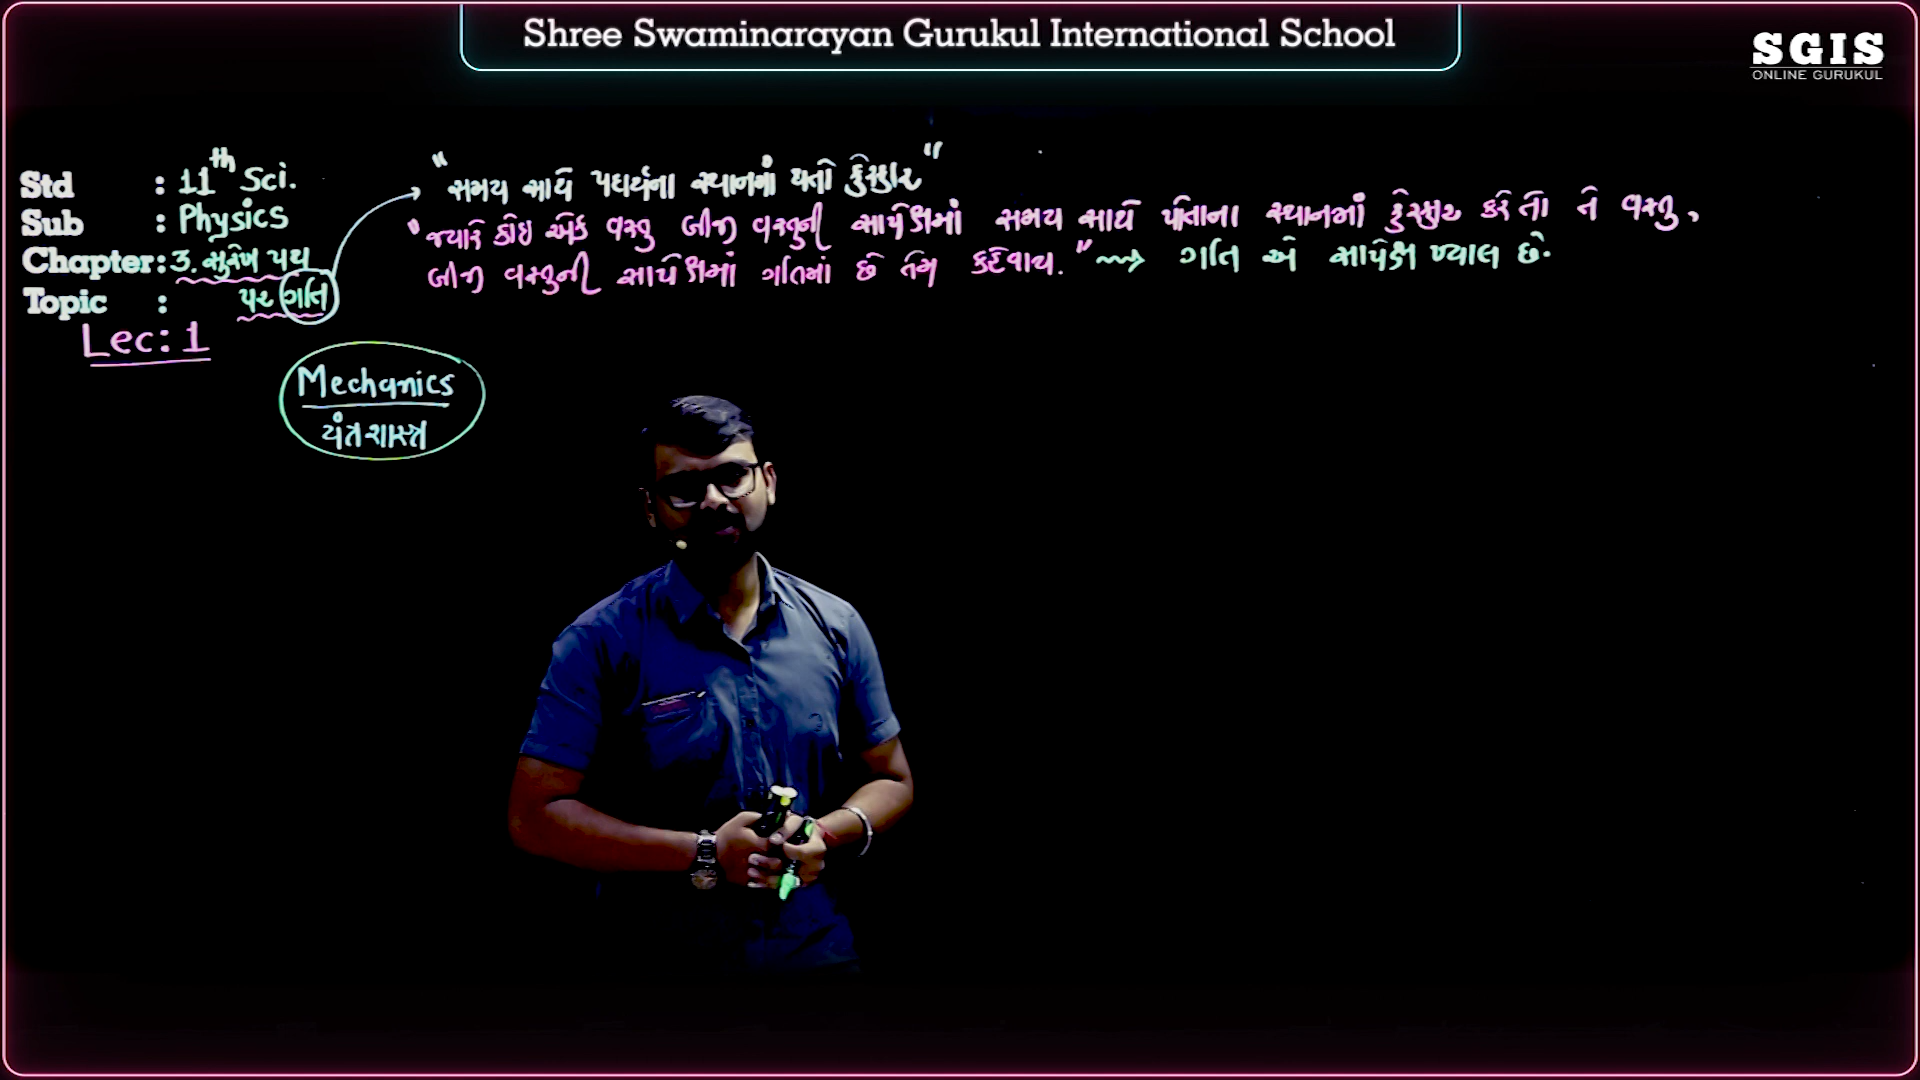 Shree Swaminarayan Gurukul International School
SGIS
ONLINE GURUKUL
Std : 11th Sci.
Sub : Physics
Chapter: 3. સુરેખ પથ
Topic : પર ગતિ
Lec: 1
"સમય સાથે પદાર્થના સ્થાનમાં થતો ફેરફાર"
"જ્યારે કોઇ એક વસ્તુ બીજી વસ્તુની સાપેક્ષમાં સમય સાથે પોતાના સ્થાનમાં ફેરફાર કરે તો તે વસ્તુ,
બીજી વસ્તુની સાપેક્ષમાં ગતિમાં છે તેમ કહેવાય." ⇝ ગતિ એ સાપેક્ષ ખ્યાલ છે.
Mechanics
યંત્રશાસ્ત્ર